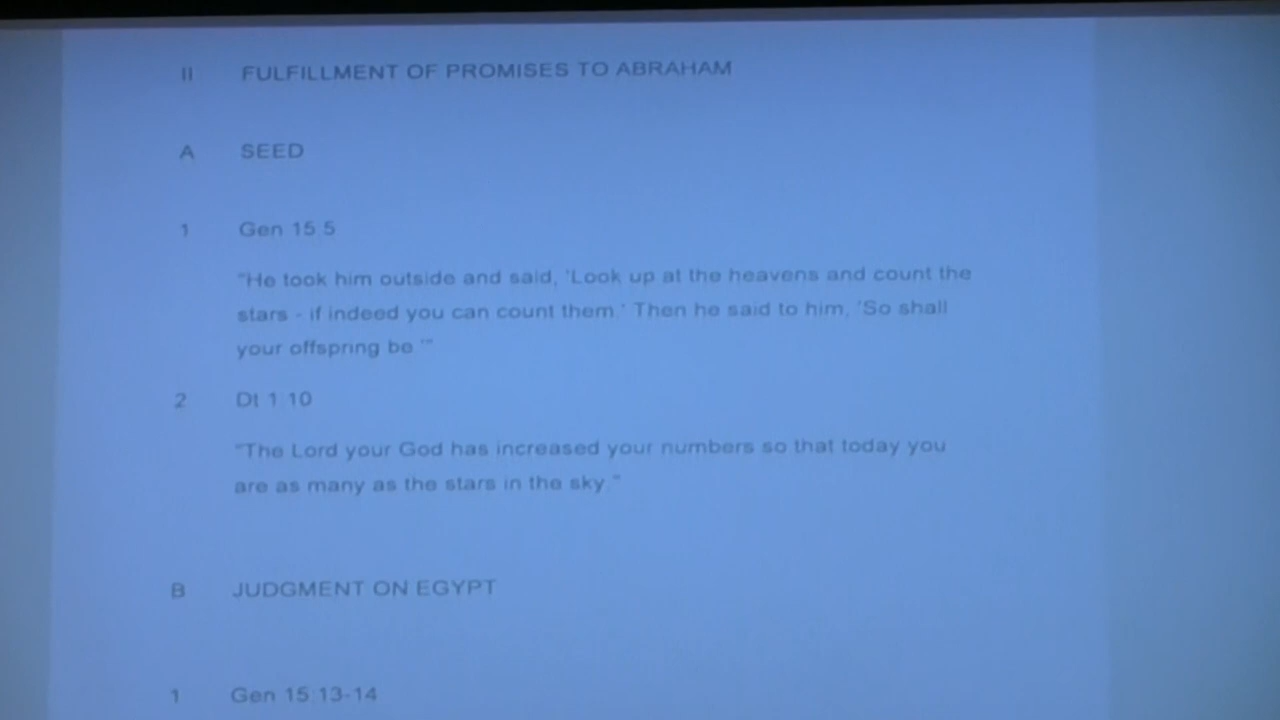 II FULFILLMENT OF PROMISES TO ABRAHAM
A SEED
1 Gen 15 5
"He took him outside and said, 'Look up at the heavens and count the
stars - if indeed you can count them ' Then he said to him, 'So shall
your offspring be '"
2 Dt 1 10
"The Lord your God has increased your numbers so that today you
are as many as the stars in the sky."
B JUDGMENT ON EGYPT
1 Gen 15 13-14